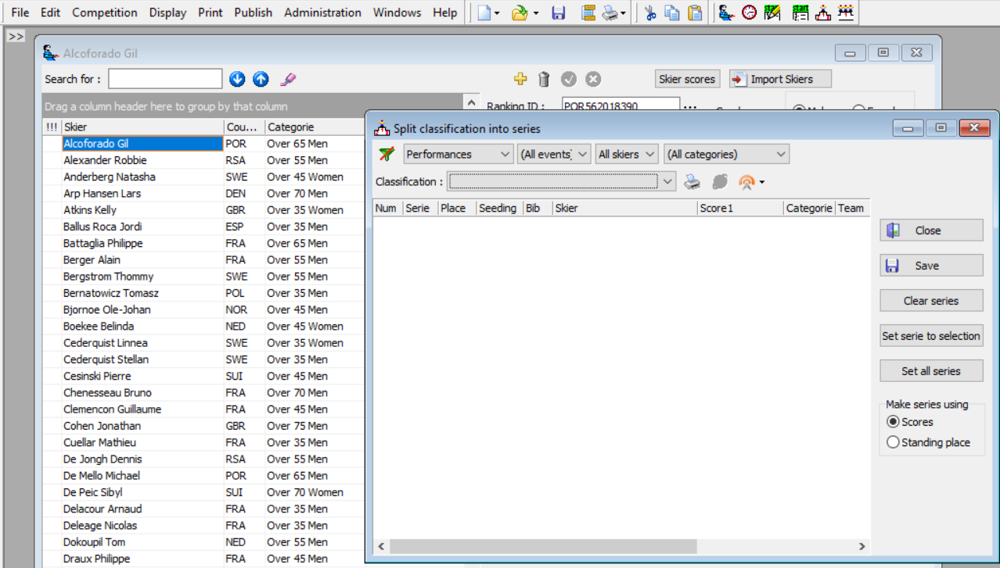 File Edit Competition Display Print Publish Administration Windows Help
>>
Alcoforado Gil
Search for :
Skier scores
Import Skiers
Drag a column header here to group by that column
Ranking ID :
POR562018390
...
!!! Skier Cou... Categorie
Alcoforado Gil POR Over 65 Men
Alexander Robbie RSA Over 55 Men
Anderberg Natasha SWE Over 45 Women
Arp Hansen Lars DEN Over 70 Men
Atkins Kelly GBR Over 35 Women
Ballus Roca Jordi ESP Over 35 Men
Battaglia Philippe FRA Over 65 Men
Berger Alain FRA Over 55 Men
Bergstrom Thommy SWE Over 55 Men
Bernatowicz Tomasz POL Over 35 Men
Bjornoe Ole-Johan NOR Over 45 Men
Boekee Belinda NED Over 45 Women
Cederquist Linnea SWE Over 35 Women
Cederquist Stellan SWE Over 35 Men
Cesinski Pierre SUI Over 45 Men
Chenesseau Bruno FRA Over 70 Men
Clemencon Guillaume FRA Over 45 Men
Cohen Jonathan GBR Over 75 Men
Cuellar Mathieu FRA Over 35 Men
De Jongh Dennis RSA Over 55 Men
De Mello Michael POR Over 65 Men
De Peic Sibyl SUI Over 70 Women
Delacour Arnaud FRA Over 35 Men
Deleage Nicolas FRA Over 35 Men
Dokoupil Tom NED Over 55 Men
Draux Philippe FRA Over 45 Men
Split classification into series
Performances (All events) All skiers (All categories)
Classification :
Num Serie Place Seeding Bib Skier Score1 Categorie Team
Close
Save
Clear series
Set serie to selection
Set all series
Make series using
Scores
Standing place